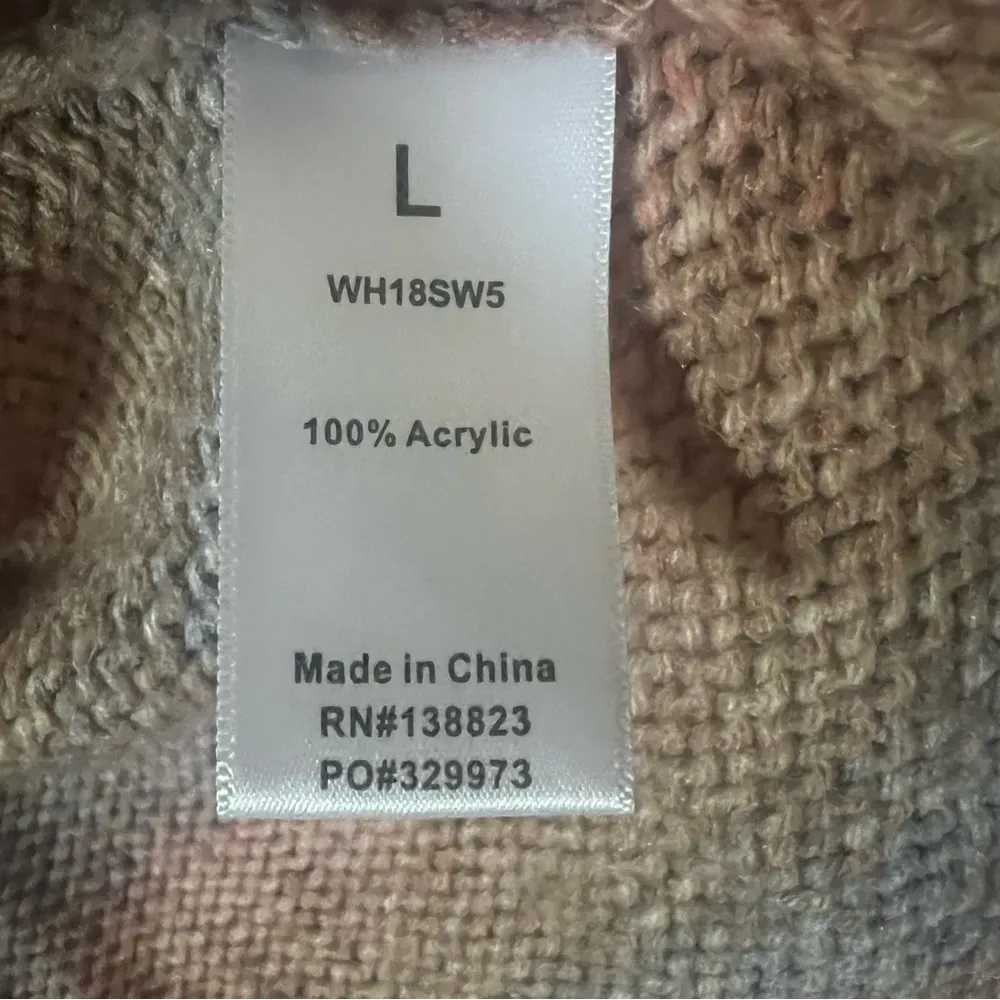 L
WH18SW5
100% Acrylic
Made in China
RN#138823
PO#329973